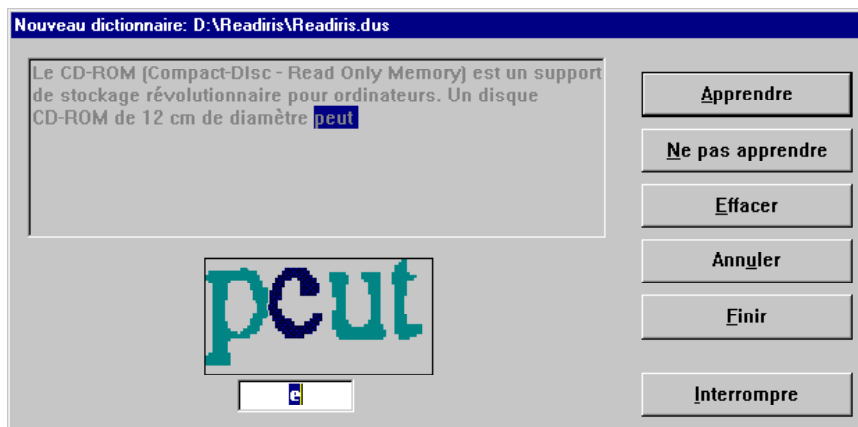 Nouveau dictionnaire: D:\Readiris\Readiris.dus
Le CD-ROM (Compact-DIsc - Read Only Memory) est un support
de stockage révolutionnaire pour ordinateurs. Un disque
CD-ROM de 12 cm de diamètre peut
Apprendre
Ne pas apprendre
Effacer
Annuler
Finir
Interrompre
pcut
e